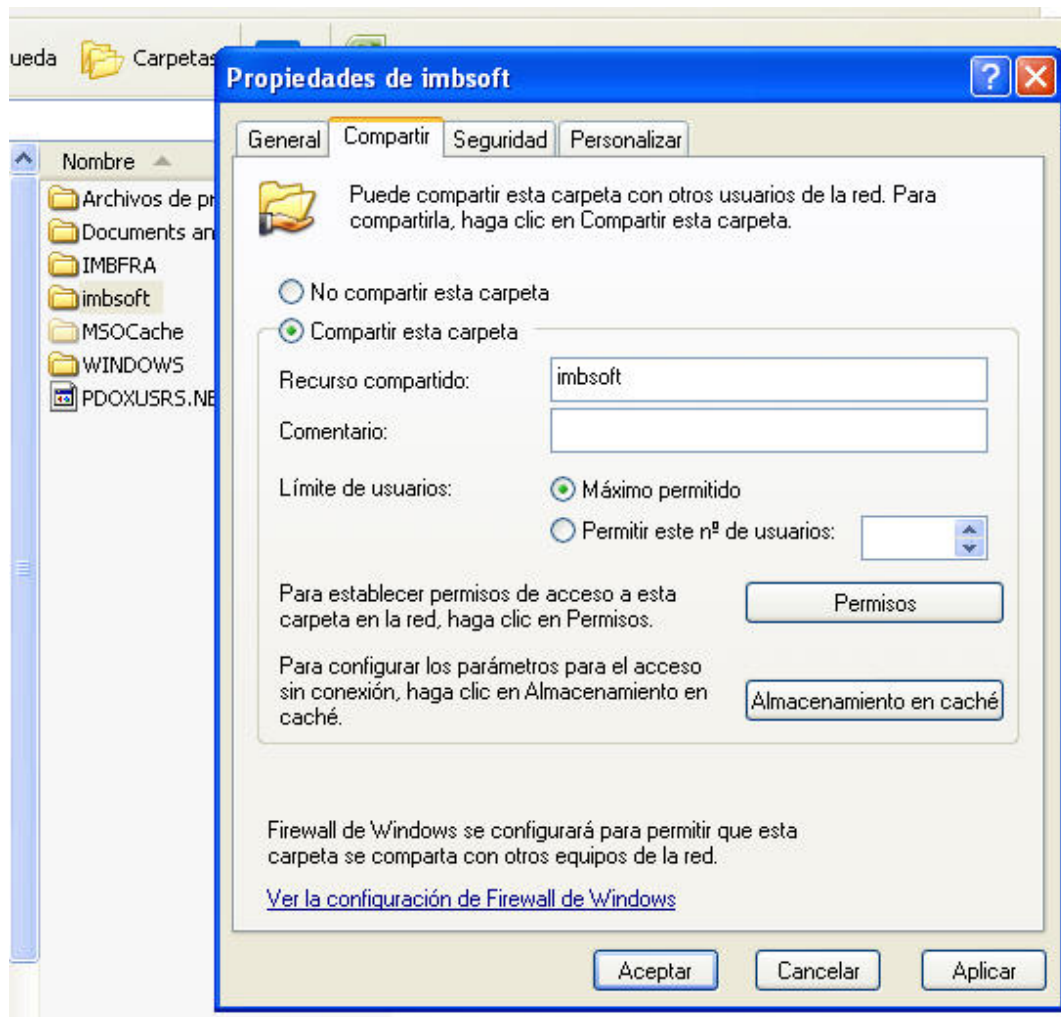 ueda Carpetas
Propiedades de imbsoft
General Compartir Seguridad Personalizar
Nombre
Archivos de pr
Documents an
IMBFRA
imbsoft
MSOCache
WINDOWS
PDOXUSRS.NE
Puede compartir esta carpeta con otros usuarios de la red. Para
compartirla, haga clic en Compartir esta carpeta.
No compartir esta carpeta
Compartir esta carpeta
Recurso compartido: imbsoft
Comentario:
Límite de usuarios: Máximo permitido
Permitir este nº de usuarios:
Para establecer permisos de acceso a esta
carpeta en la red, haga clic en Permisos.
Permisos
Para configurar los parámetros para el acceso
sin conexión, haga clic en Almacenamiento en
caché.
Almacenamiento en caché
Firewall de Windows se configurará para permitir que esta
carpeta se comparta con otros equipos de la red.
Ver la configuración de Firewall de Windows
Aceptar Cancelar Aplicar